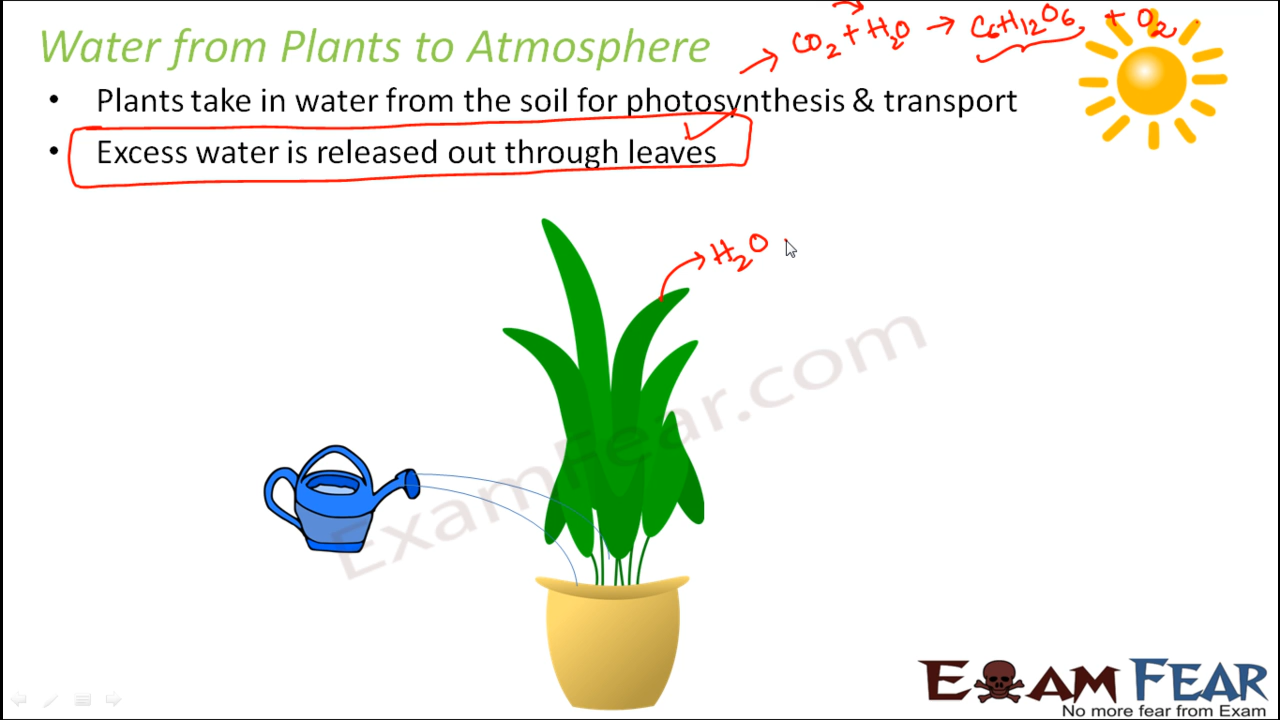 Water from Plants to Atmosphere
→ CO₂ + H₂O → C₆H₁₂O₆ + O₂
• Plants take in water from the soil for photosynthesis & transport
• Excess water is released out through leaves
H₂O
ExamFear.com
EXAM FEAR
No more fear from Exam